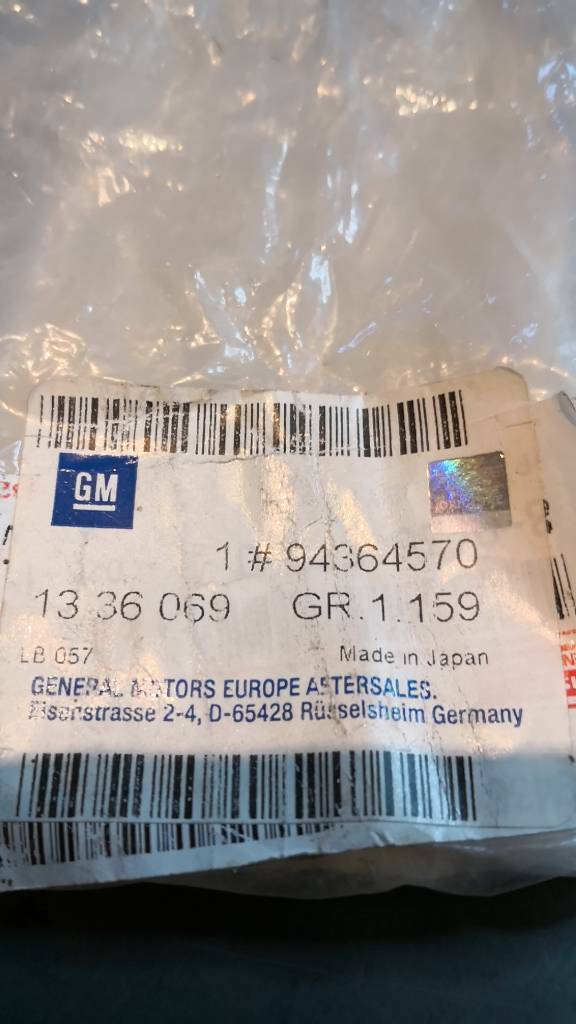 GM
1 # 94364570
13 36 069 GR.1.159
LB 057 Made in Japan
GENERAL MOTORS EUROPE AFTERSALES.
Eisenstrasse 2-4, D-65428 Rüsselsheim Germany